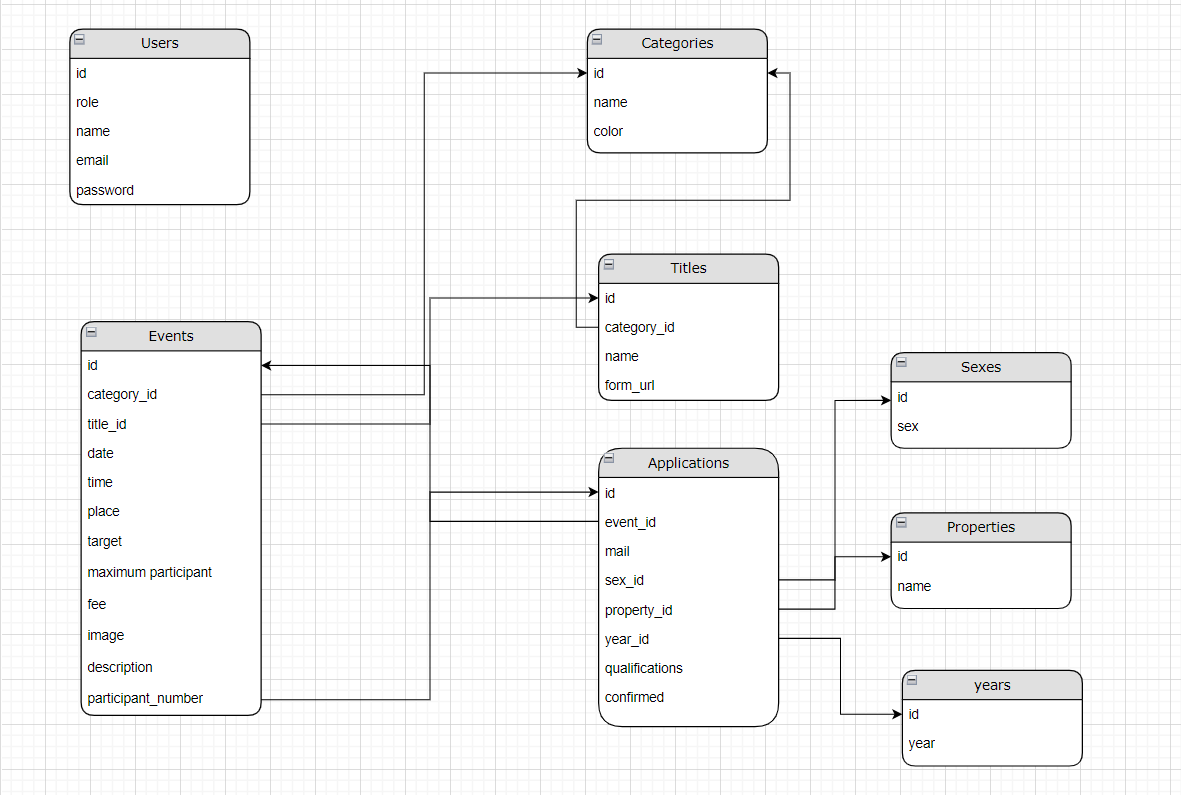 Users
id
role
name
email
password
Categories
id
name
color
Titles
id
category_id
name
form_url
Events
id
category_id
title_id
date
time
place
target
maximum participant
fee
image
description
participant_number
Applications
id
event_id
mail
sex_id
property_id
year_id
qualifications
confirmed
Sexes
id
sex
Properties
id
name
years
id
year